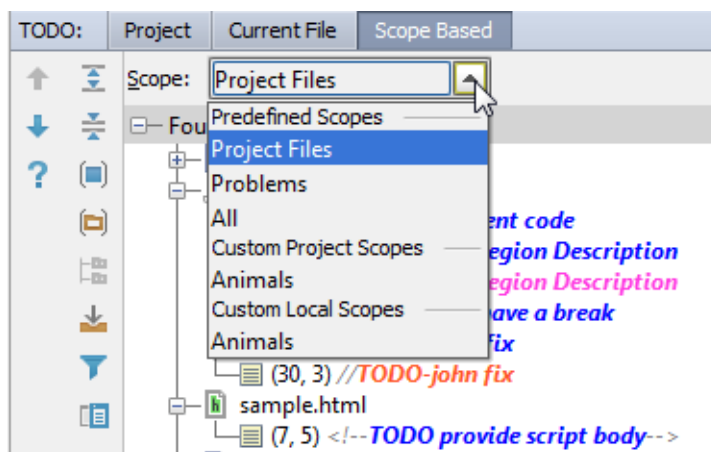 TODO: Project Current File Scope Based
Scope: Project Files
Predefined Scopes
Fou
Project Files
Problems
All
ent code
Custom Project Scopes
egion Description
Animals
egion Description
Custom Local Scopes
ave a break
Animals
fix
(30, 3) //TODO-john fix
h sample.html
(7, 5) <!--TODO provide script body-->